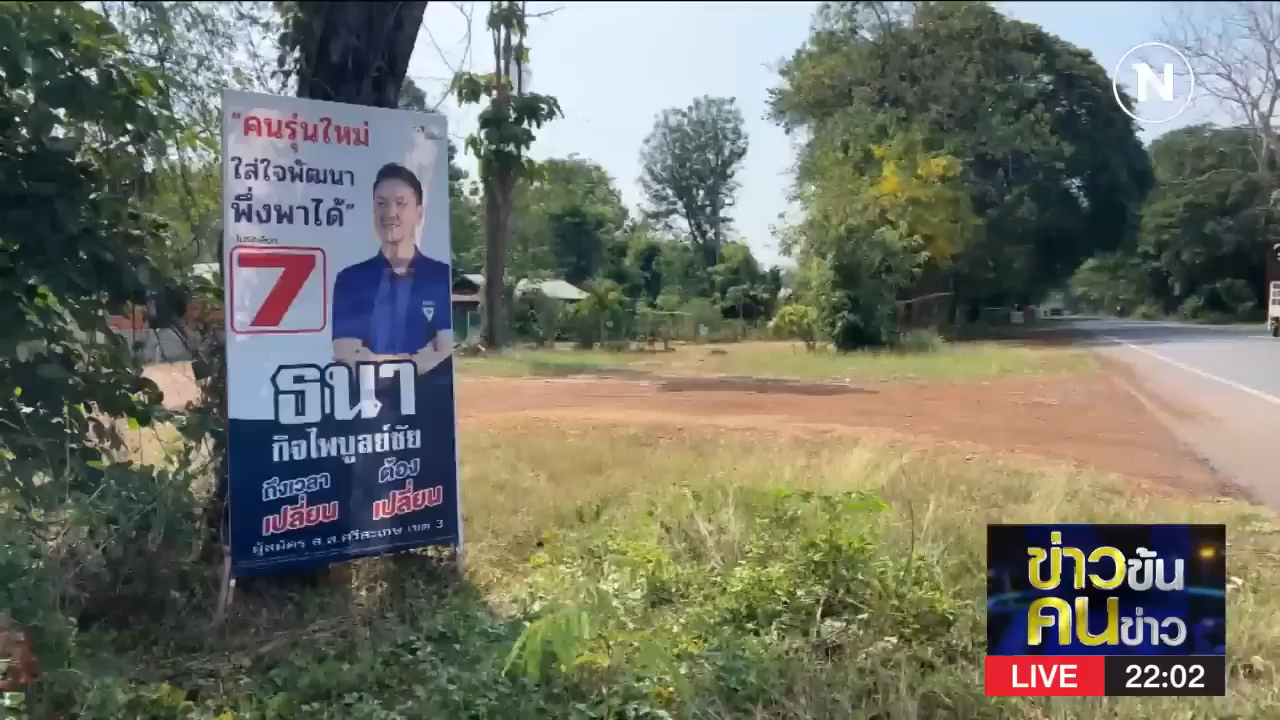 "คนรุ่นใหม่
ใส่ใจพัฒนา
พึ่งพาได้"
7
ธนา
กิจไพบูลย์ชัย
ถึงเวลา ต้อง
เปลี่ยน เปลี่ยน
ผู้สมัคร ส.ส.ศรีสะเกษ เขต 3
N
ข่าวข้น
คนข่าว
LIVE 22:02